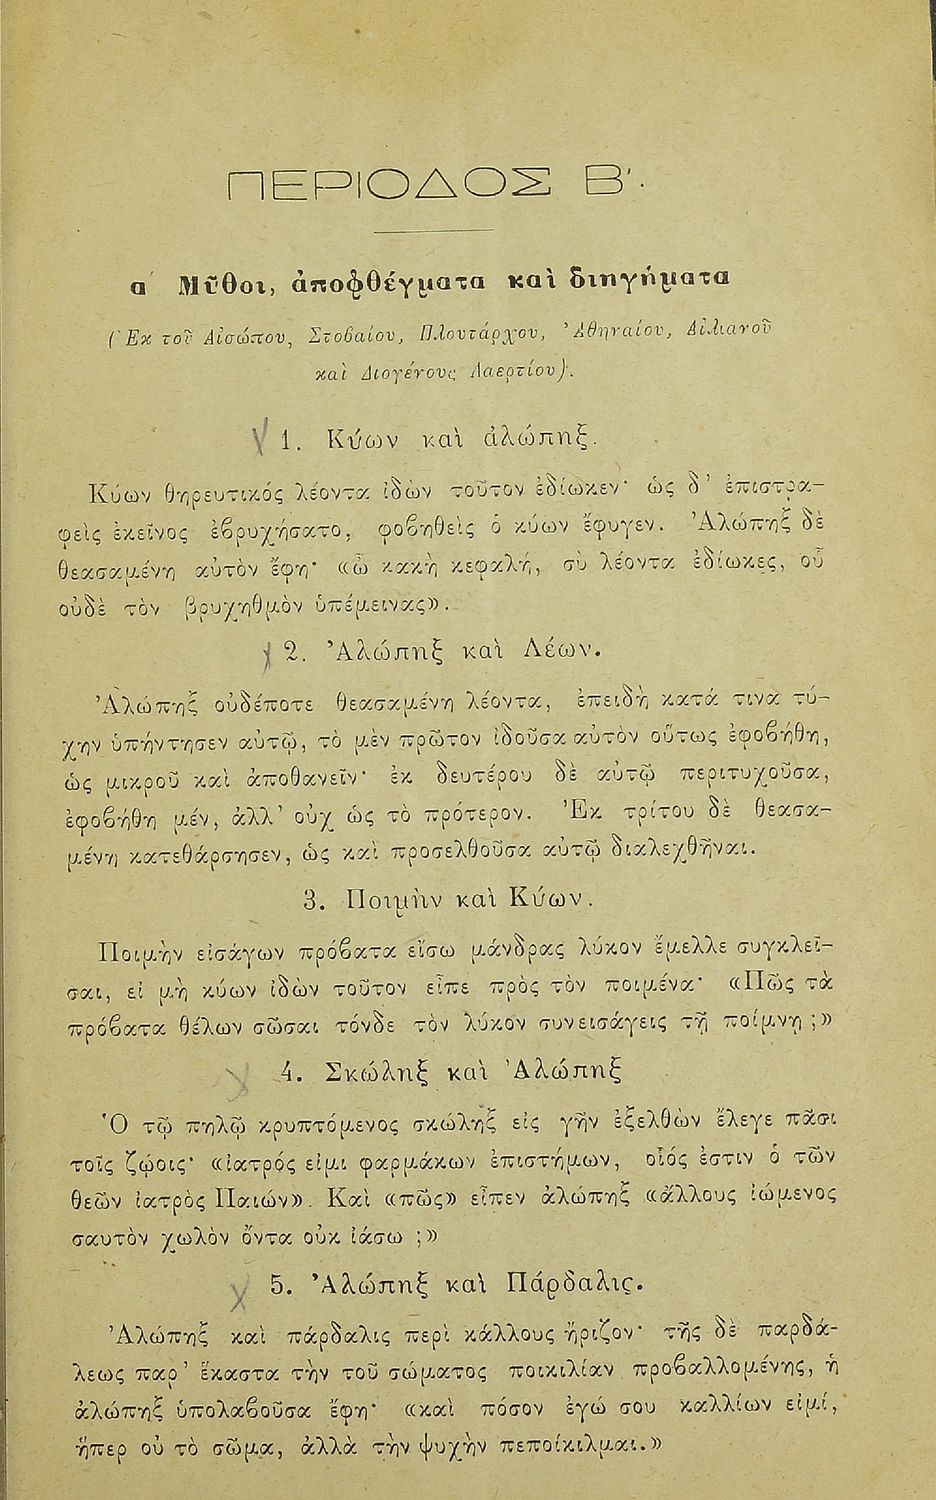 ΠΕΡΙΟΔΟΣ Β'.
α' Μῦθοι, ἀποφθέγματα καὶ διηγήματα
(Ἐκ τοῦ Αἰσώπου, Στοβαίου, Πλουτάρχου, Ἀθηναίου, Αἰλιανοῦ
καὶ Διογένους Λαερτίου).
1. Κύων καὶ ἀλώπηξ.
Κύων θηρευτικός λέοντα ἰδὼν τοῦτον ἐδίωκεν· ὡς δ' ἐπιστρα-
φεὶς ἐκεῖνος ἐβρυχήσατο, φοβηθεὶς ὁ κύων ἔφυγεν. Ἀλώπηξ δὲ
θεασαμένη αὐτὸν ἔφη· «ὦ κακὴ κεφαλή, σὺ λέοντα ἐδίωκες, οὗ
οὐδὲ τὸν βρυχηθμὸν ὑπέμεινας».
2. Ἀλώπηξ καὶ Λέων.
Ἀλώπηξ οὐδέποτε θεασαμένη λέοντα, ἐπειδὴ κατά τινα τύ-
χην ὑπήντησεν αὐτῷ, τὸ μὲν πρῶτον ἰδοῦσα αὐτὸν οὕτως ἐφοβήθη,
ὡς μικροῦ καὶ ἀποθανεῖν· ἐκ δευτέρου δὲ αὐτῷ περιτυχοῦσα,
ἐφοβήθη μέν, ἀλλ' οὐχ ὡς τὸ πρότερον. Ἐκ τρίτου δὲ θεασα-
μένη κατεθάρσησεν, ὡς καὶ προσελθοῦσα αὐτῷ διαλεχθῆναι.
3. Ποιμὴν καὶ Κύων.
Ποιμὴν εἰσάγων πρόβατα εἴσω μάνδρας λύκον ἔμελλε συγκλεῖ-
σαι, εἰ μὴ κύων ἰδὼν τοῦτον εἶπε πρὸς τὸν ποιμένα· «Πῶς τὰ
πρόβατα θέλων σῶσαι τόνδε τὸν λύκον συνεισάγεις τῇ ποίμνῃ ;»
4. Σκώληξ καὶ Ἀλώπηξ
Ὁ τῷ πηλῷ κρυπτόμενος σκώληξ εἰς γῆν ἐξελθὼν ἔλεγε πᾶσι
τοῖς ζῴοις· «ἰατρός εἰμι φαρμάκων ἐπιστήμων, οἷός ἐστιν ὁ τῶν
θεῶν ἰατρὸς Παιών». Καὶ «πῶς» εἶπεν ἀλώπηξ «ἄλλους ἰώμενος
σαυτὸν χωλὸν ὄντα οὐκ ἰάσω ;»
5. Ἀλώπηξ καὶ Πάρδαλις.
Ἀλώπηξ καὶ πάρδαλις περὶ κάλλους ἤριζον· τῆς δὲ παρδά-
λεως παρ' ἕκαστα τὴν τοῦ σώματος ποικιλίαν προβαλλομένης, ἡ
ἀλώπηξ ὑπολαβοῦσα ἔφη· «καὶ πόσον ἐγώ σου καλλίων εἰμί,
ἥπερ οὐ τὸ σῶμα, ἀλλὰ τὴν ψυχὴν πεποίκιλμαι.»